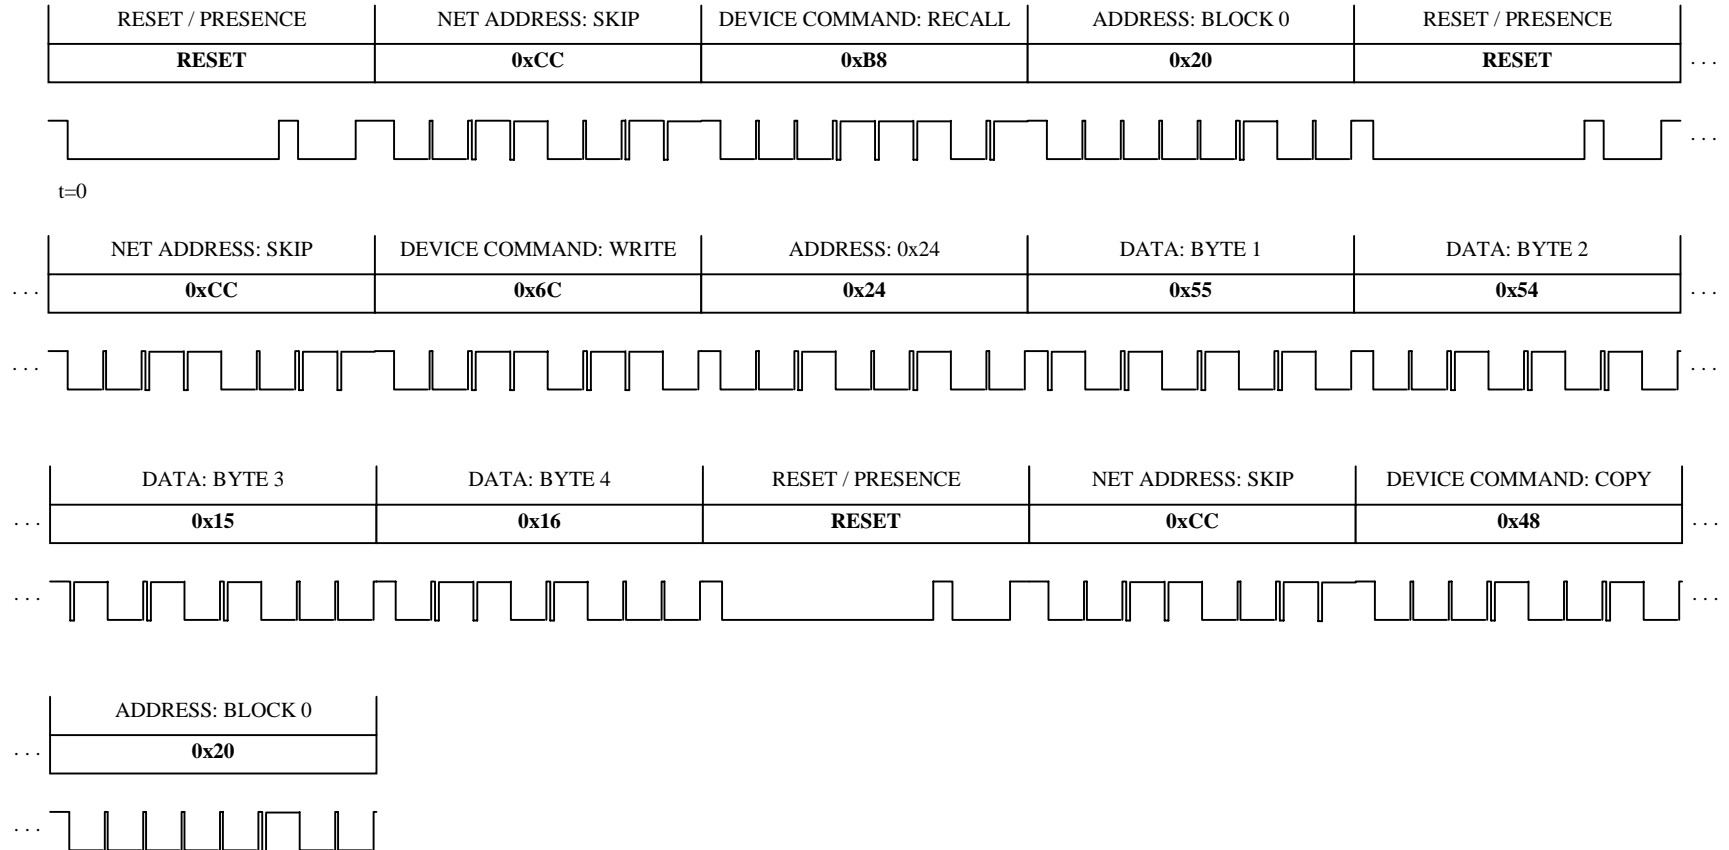 RESET / PRESENCE NET ADDRESS: SKIP DEVICE COMMAND: RECALL ADDRESS: BLOCK 0 RESET / PRESENCE
RESET 0xCC 0xB8 0x20 RESET . . .
. . .
t=0
NET ADDRESS: SKIP DEVICE COMMAND: WRITE ADDRESS: 0x24 DATA: BYTE 1 DATA: BYTE 2
. . . 0xCC 0x6C 0x24 0x55 0x54 . . .
. . . . . .
DATA: BYTE 3 DATA: BYTE 4 RESET / PRESENCE NET ADDRESS: SKIP DEVICE COMMAND: COPY
. . . 0x15 0x16 RESET 0xCC 0x48 . . .
. . . . . .
ADDRESS: BLOCK 0
. . . 0x20
. . .